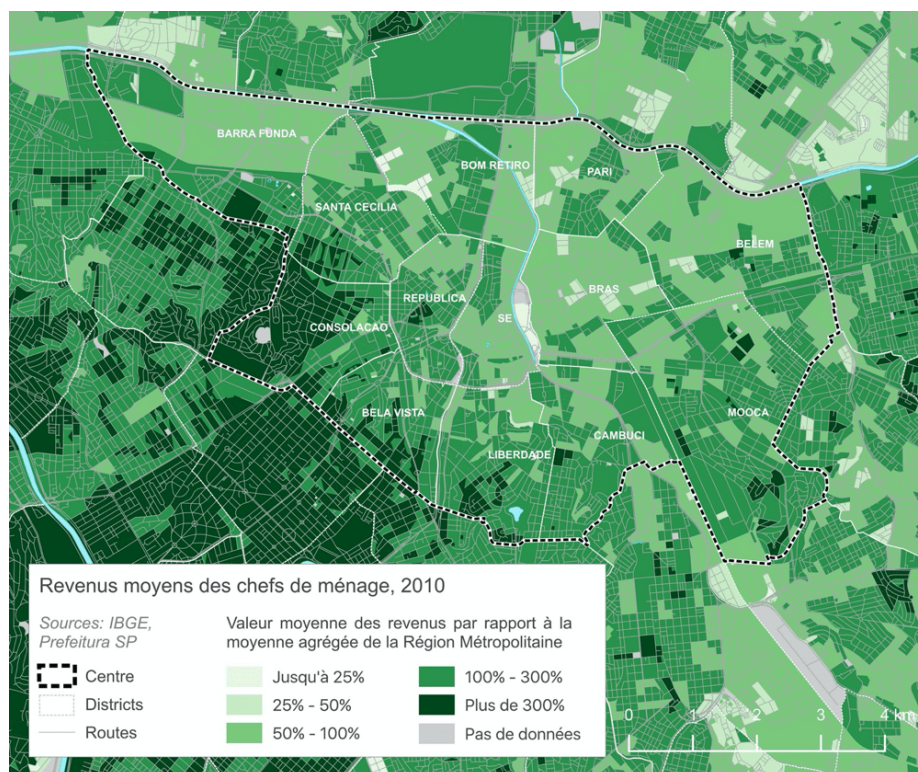 BARRA FUNDA
BOM RETIRO
PARI
SANTA CECILIA
BELEM
REPUBLICA
BRAS
SE
CONSOLACAO
BELA VISTA
MOOCA
CAMBUCI
LIBERDADE
Revenus moyens des chefs de ménage, 2010
Sources: IBGE,
Prefeitura SP
Valeur moyenne des revenus par rapport à la
moyenne agrégée de la Région Métropolitaine
Centre
Districts
Routes
Jusqu'à 25%
25% - 50%
50% - 100%
100% - 300%
Plus de 300%
Pas de données
0 1 2 3 4 km